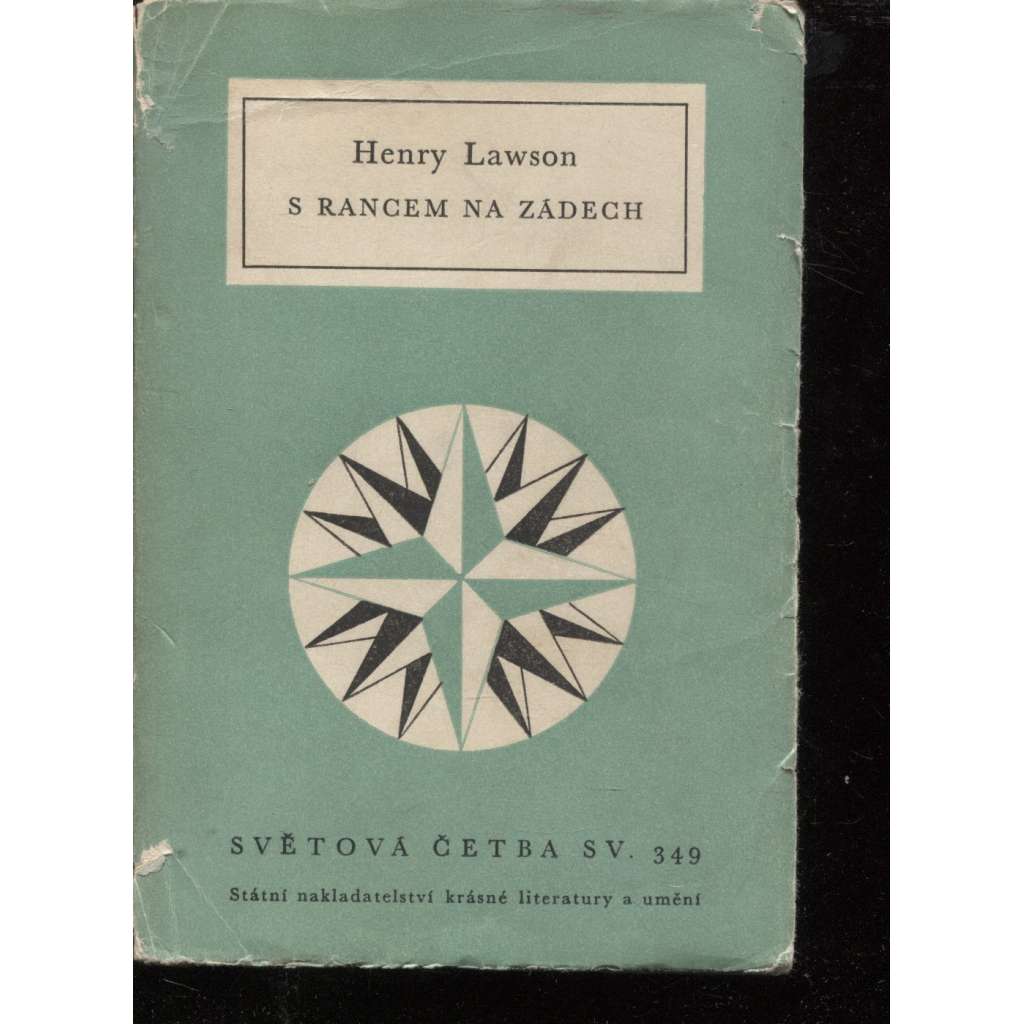 Henry Lawson
S RANCEM NA ZÁDECH
SVĚTOVÁ ČETBA SV. 349
Státní nakladatelství krásné literatury a umění